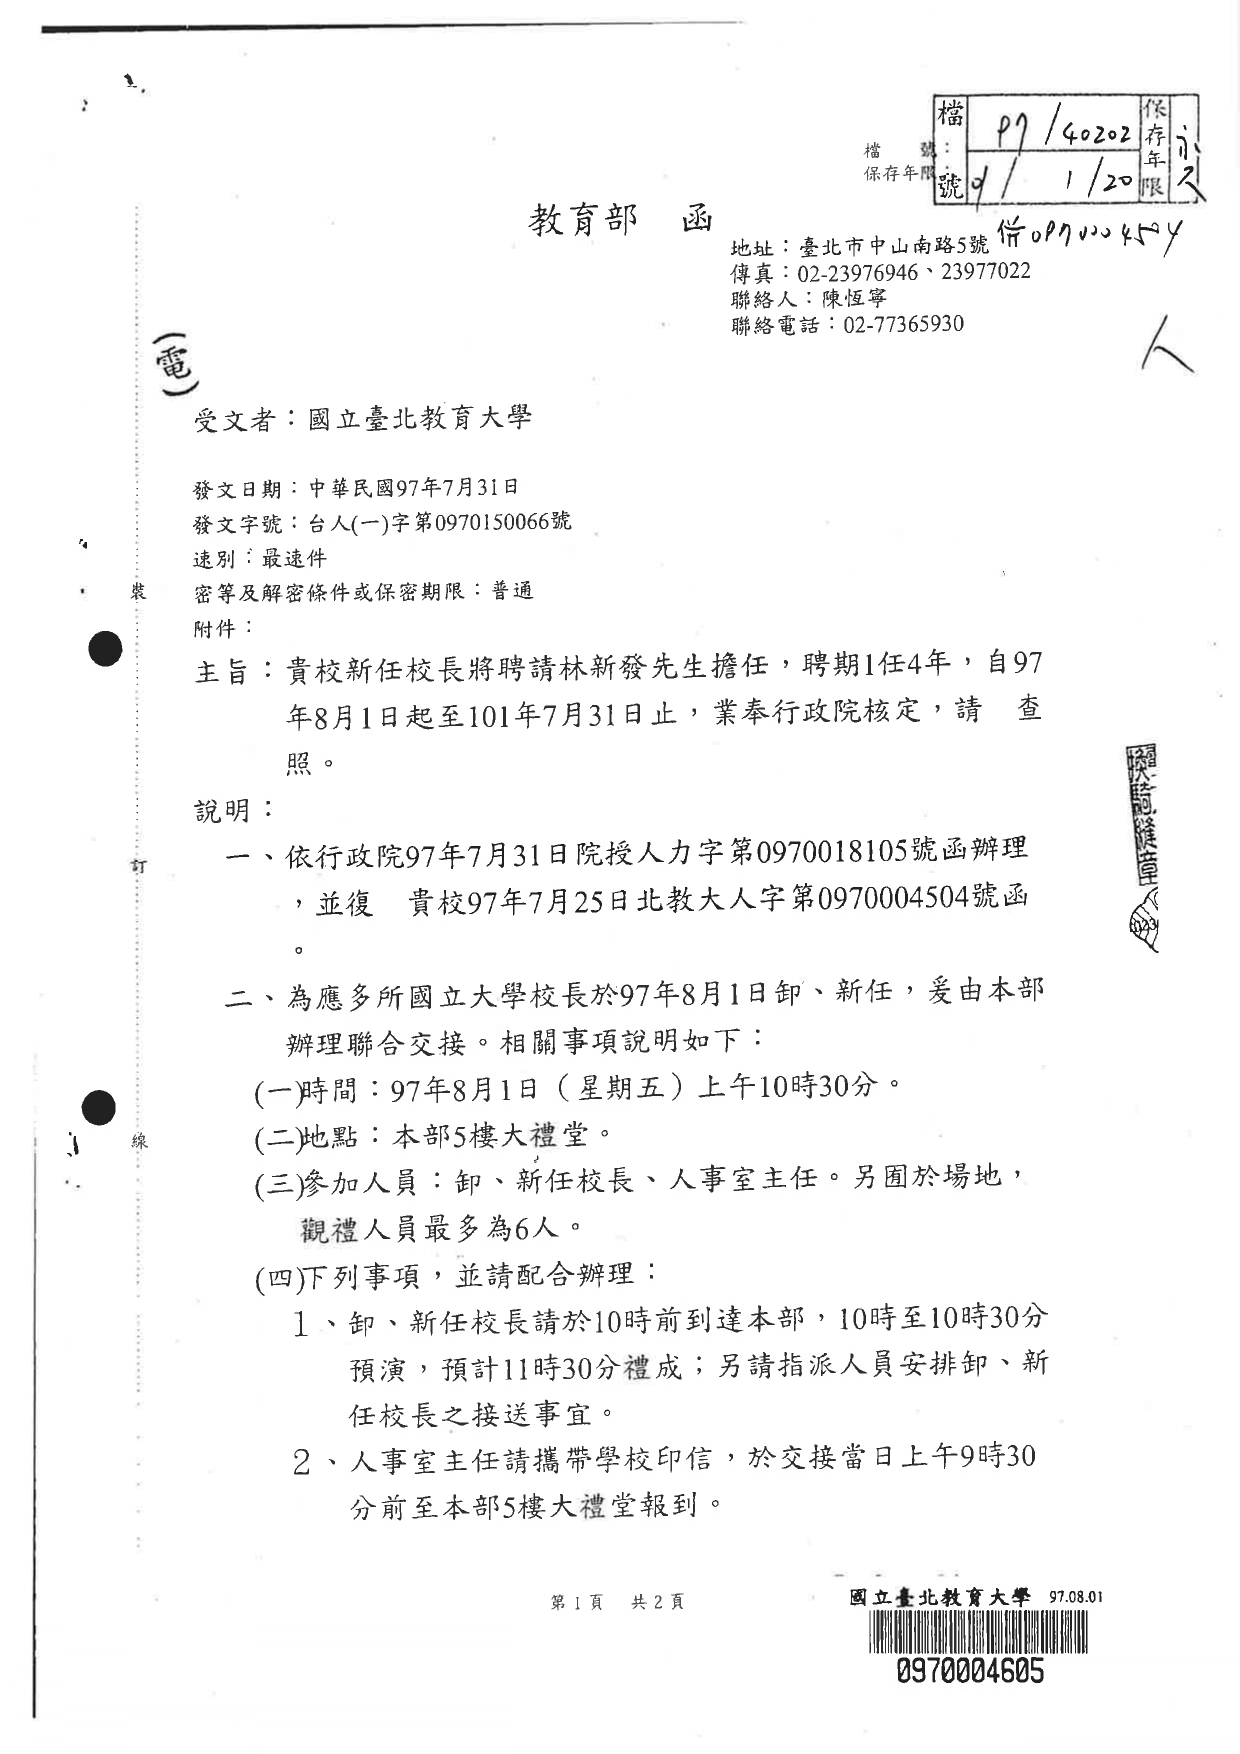 檔 號
97/40202
01/1/20
保存年限
永久
檔　　號：
保存年限：
併0970004504
教育部　函
地址：臺北市中山南路5號
傳真：02-23976946、23977022
聯絡人：陳恆寧
聯絡電話：02-77365930
人
(電)
受文者：國立臺北教育大學
發文日期：中華民國97年7月31日
發文字號：台人(一)字第0970150066號
速別：最速件
密等及解密條件或保密期限：普通
附件：
主旨：貴校新任校長將聘請林新發先生擔任，聘期1任4年，自97
年8月1日起至101年7月31日止，業奉行政院核定，請　查
照。
說明：
一、依行政院97年7月31日院授人力字第0970018105號函辦理
，並復　貴校97年7月25日北教大人字第0970004504號函
。
二、為應多所國立大學校長於97年8月1日卸、新任，爰由本部
辦理聯合交接。相關事項說明如下：
(一)時間：97年8月1日（星期五）上午10時30分。
(二)地點：本部5樓大禮堂。
(三)參加人員：卸、新任校長、人事室主任。另囿於場地，
觀禮人員最多為6人。
(四)下列事項，並請配合辦理：
1、卸、新任校長請於10時前到達本部，10時至10時30分
預演，預計11時30分禮成；另請指派人員安排卸、新
任校長之接送事宜。
2、人事室主任請攜帶學校印信，於交接當日上午9時30
分前至本部5樓大禮堂報到。
裝
訂
線
騎縫章
第1頁　共2頁
國立臺北教育大學 97.08.01
0970004605